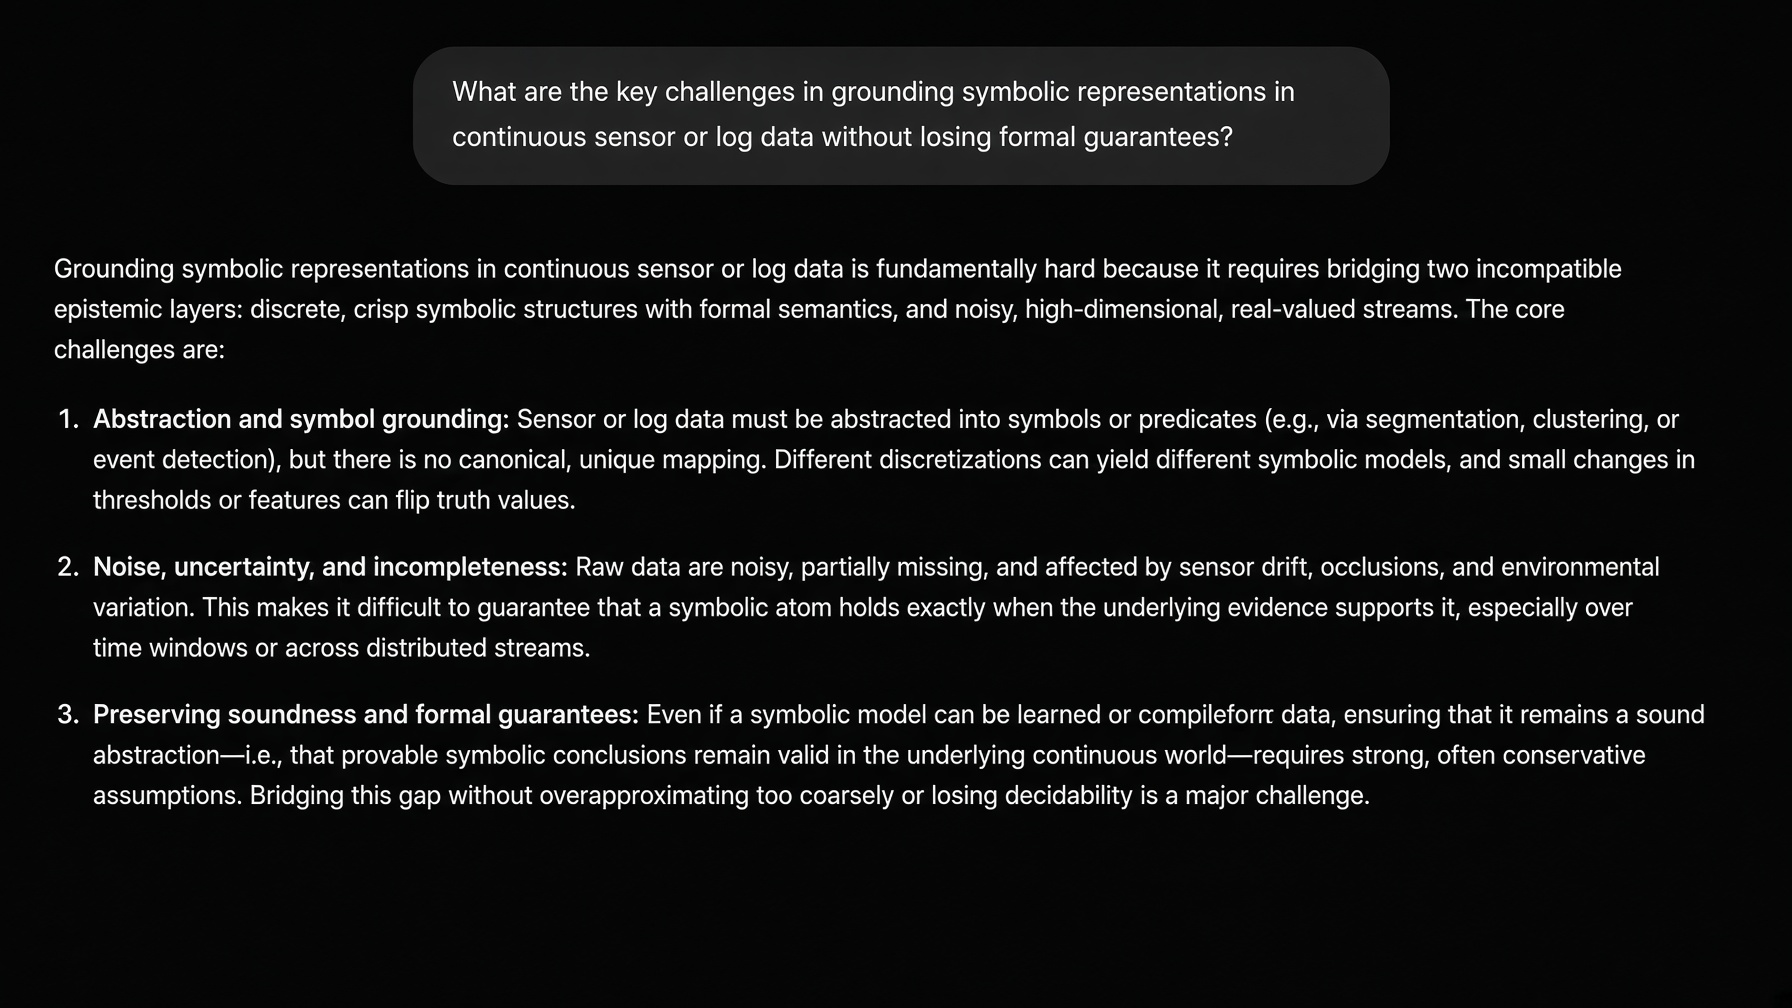 What are the key challenges in grounding symbolic representations in
continuous sensor or log data without losing formal guarantees?
Grounding symbolic representations in continuous sensor or log data is fundamentally hard because it requires bridging two incompatible
epistemic layers: discrete, crisp symbolic structures with formal semantics, and noisy, high-dimensional, real-valued streams. The core
challenges are:
1. Abstraction and symbol grounding: Sensor or log data must be abstracted into symbols or predicates (e.g., via segmentation, clustering, or
event detection), but there is no canonical, unique mapping. Different discretizations can yield different symbolic models, and small changes in
thresholds or features can flip truth values.
2. Noise, uncertainty, and incompleteness: Raw data are noisy, partially missing, and affected by sensor drift, occlusions, and environmental
variation. This makes it difficult to guarantee that a symbolic atom holds exactly when the underlying evidence supports it, especially over
time windows or across distributed streams.
3. Preserving soundness and formal guarantees: Even if a symbolic model can be learned or data, ensuring that it remains a sound
abstraction—i.e., that provable symbolic conclusions remain valid in the underlying continuous world—requires strong, often conservative
assumptions. Bridging this gap without overapproximating too coarsely or losing decidability is a major challenge.